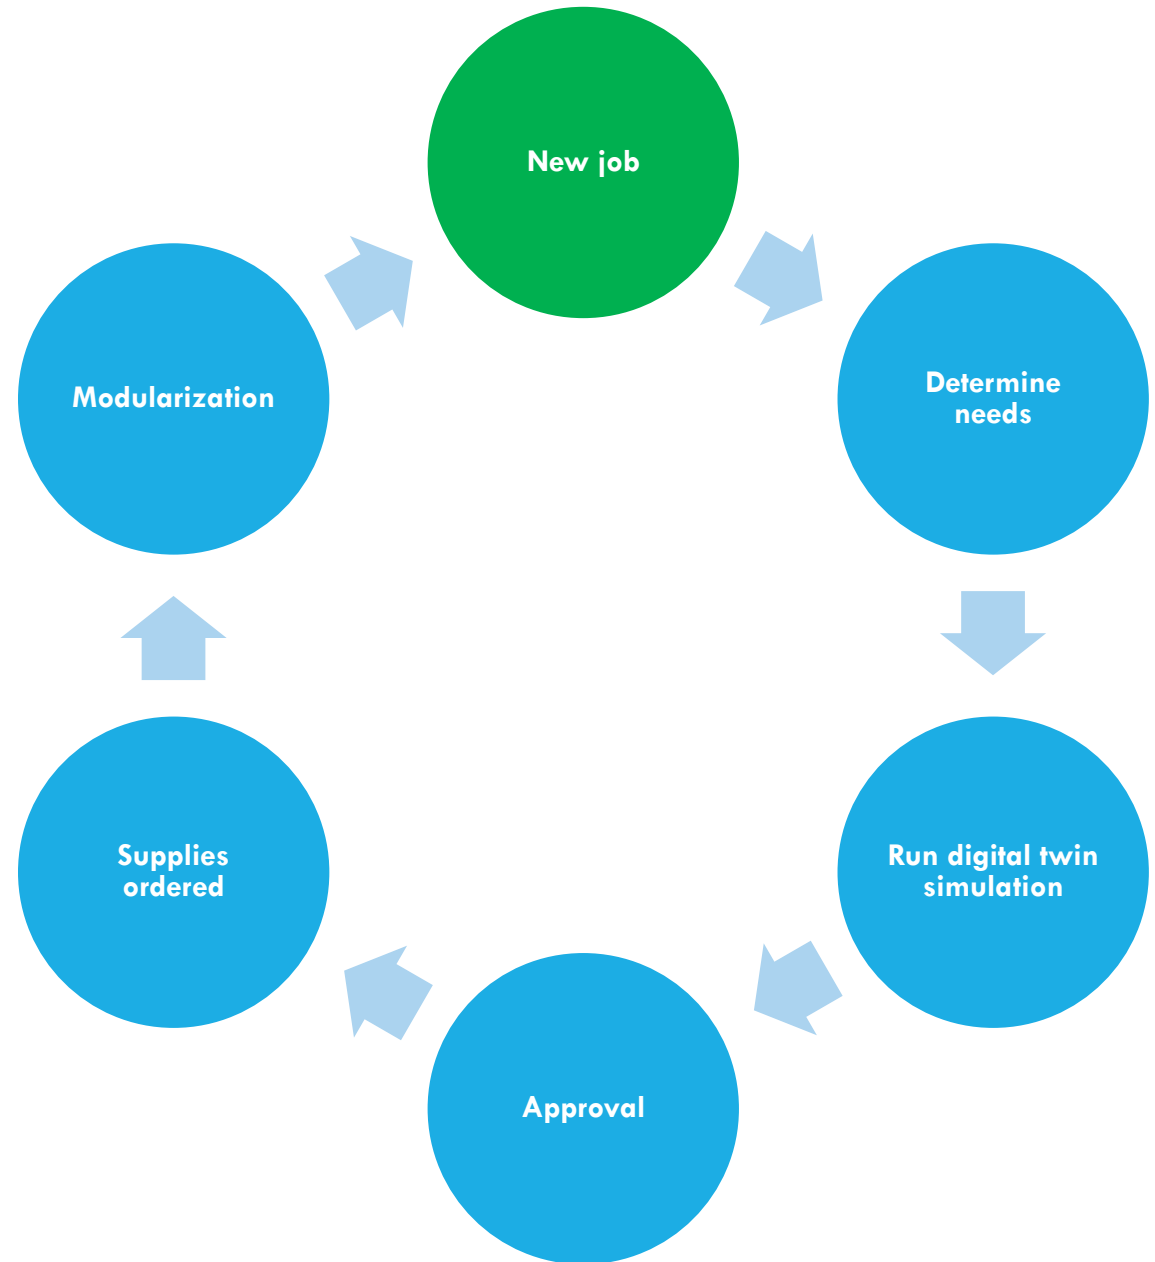 New job
Determine
needs
Run digital twin
simulation
Approval
Supplies
ordered
Modularization